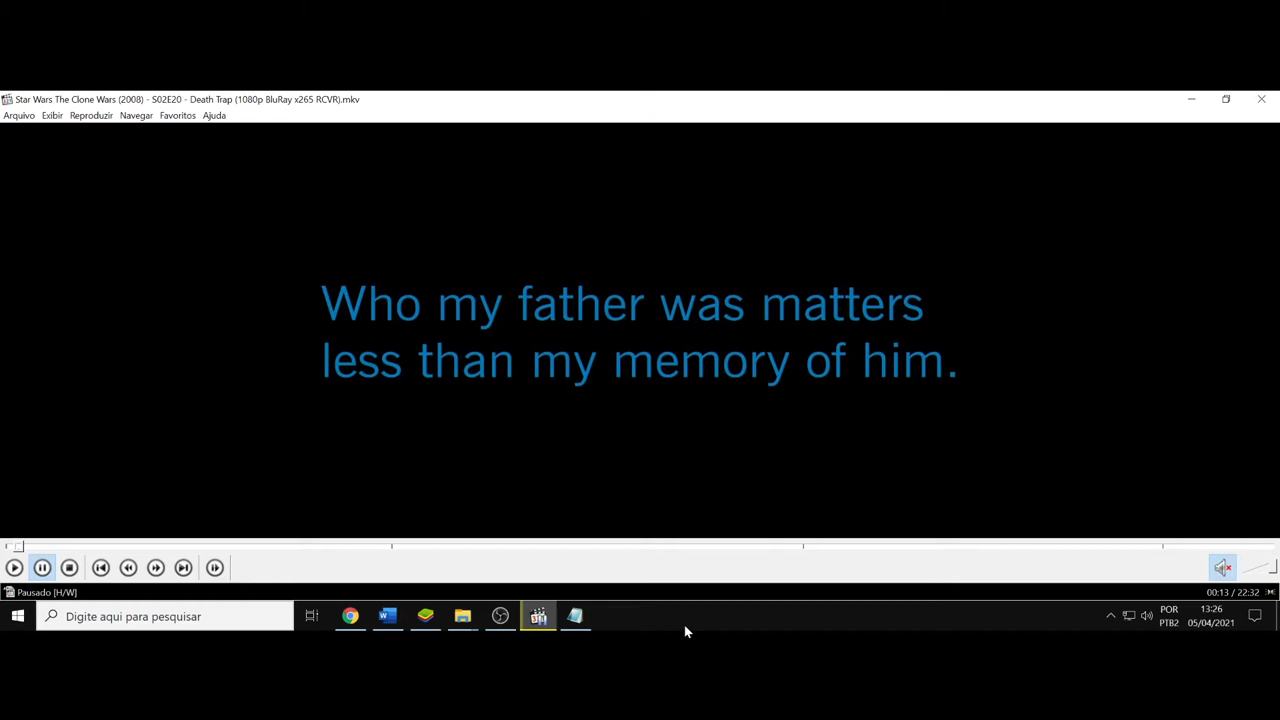 Star Wars The Clone Wars (2008) - S02E20 - Death Trap (1080p BluRay x265 RCVR).mkv
Arquivo Exibir Reproduzir Navegar Favoritos Ajuda
Who my father was matters
less than my memory of him.
Pausado [H/W]
00:13 / 22:32
Digite aqui para pesquisar
POR
PTB2
13:26
05/04/2021